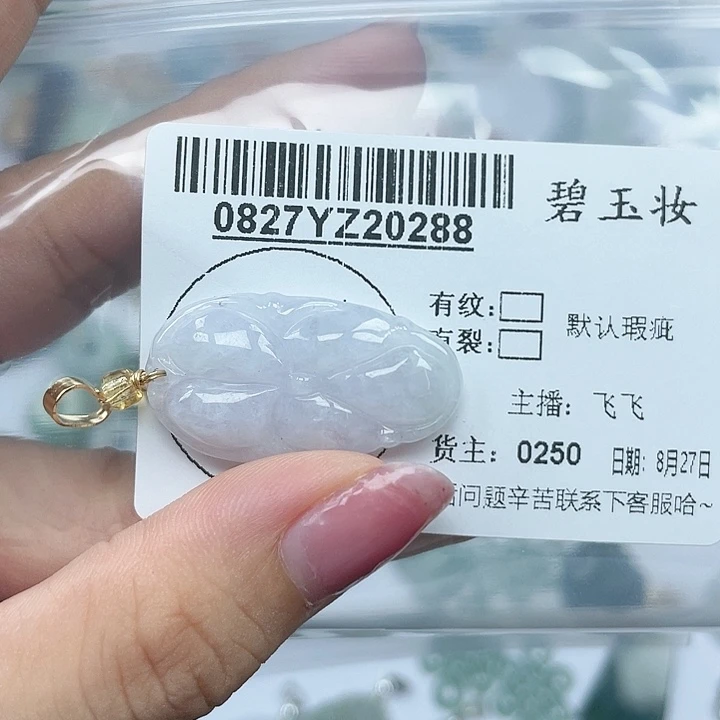 0827YZ20288
碧玉妆
有纹:
裂:
默认瑕疵
主播: 飞飞
货主: 0250
日期: 8月27日
问题辛苦联系下客服哈~